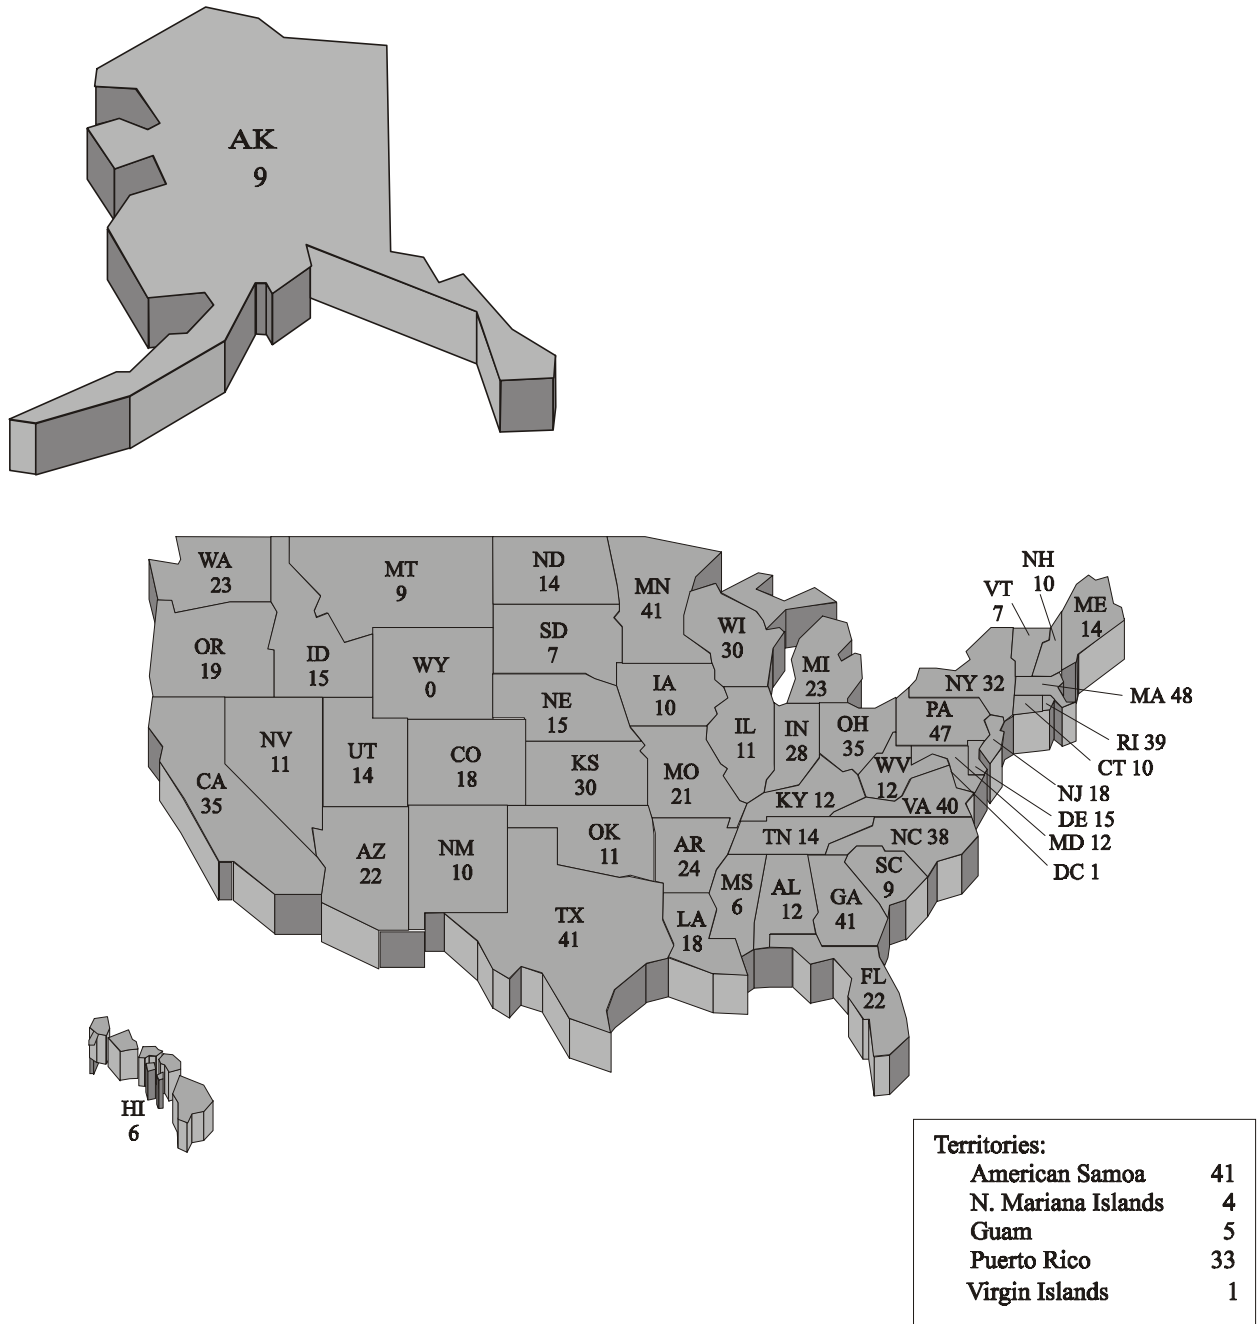 AK
9
WA
23
MT
9
ND
14
MN
41
NH
10
VT
7
ME
14
OR
19
ID
15
WY
0
SD
7
WI
30
MI
23
NY 32
MA 48
NE
15
IA
10
PA
47
RI 39
NV
11
UT
14
CO
18
KS
30
IL
11
IN
28
OH
35
CT 10
CA
35
MO
21
KY 12
WV
12
VA 40
NJ 18
DE 15
MD 12
DC 1
AZ
22
NM
10
OK
11
AR
24
TN 14
NC 38
SC
9
TX
41
LA
18
MS
6
AL
12
GA
41
FL
22
HI
6
Territories:
American Samoa 41
N. Mariana Islands 4
Guam 5
Puerto Rico 33
Virgin Islands 1